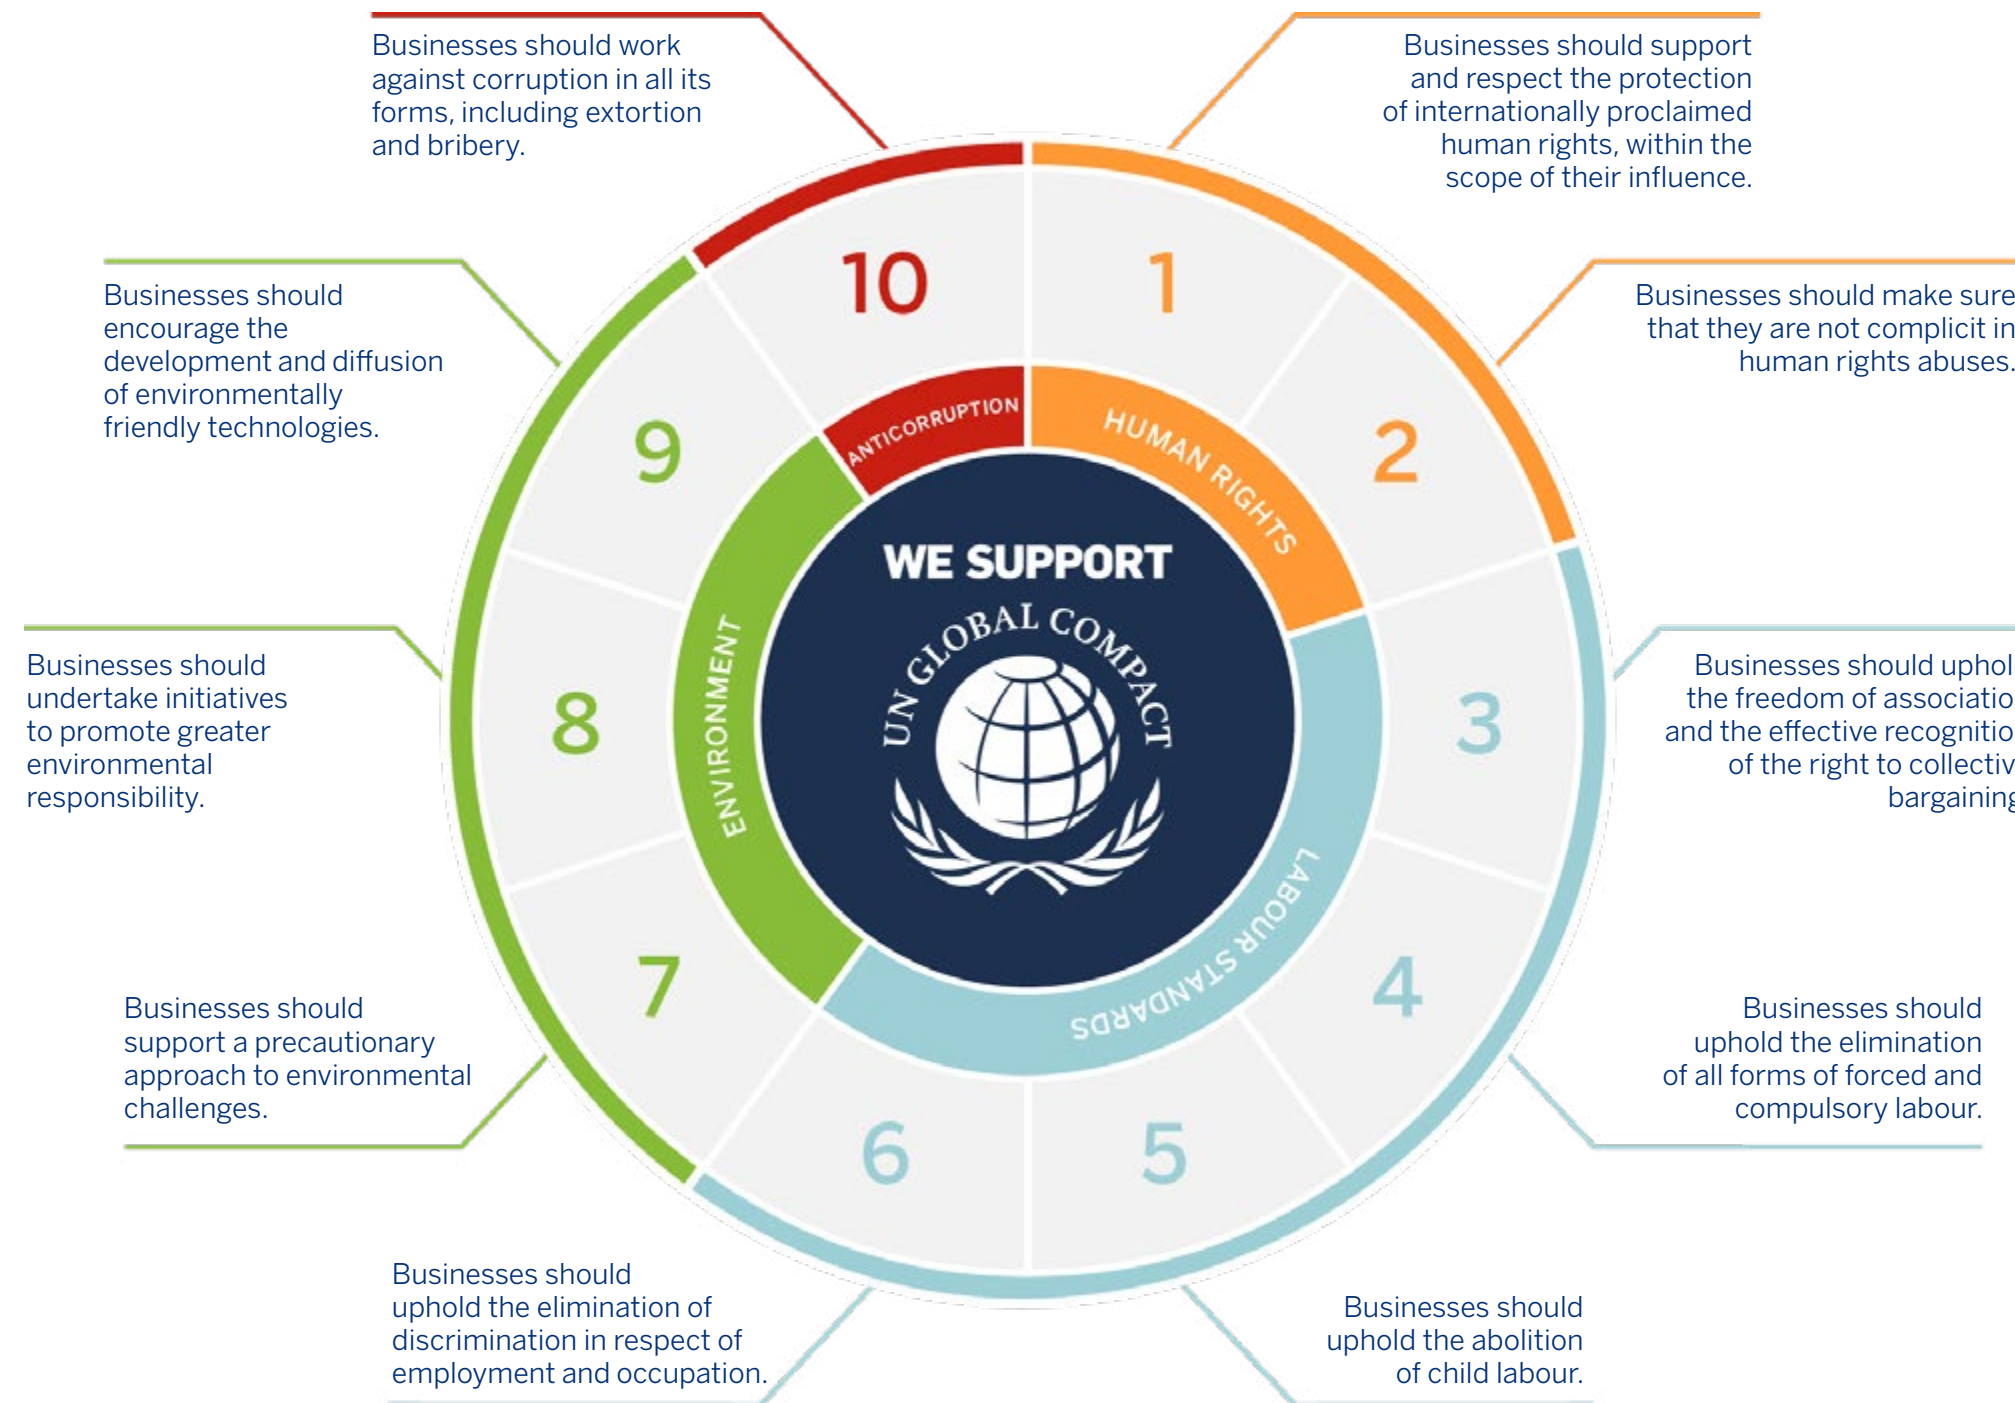 Businesses should work
against corruption in all its
forms, including extortion
and bribery.
Businesses should support
and respect the protection
of internationally proclaimed
human rights, within the
scope of their influence.
Businesses should
encourage the
development and diffusion
of environmentally
friendly technologies.
Businesses should make sure
that they are not complicit in
human rights abuses.
Businesses should
undertake initiatives
to promote greater
environmental
responsibility.
Businesses should uphol
the freedom of associatio
and the effective recognitio
of the right to collectiv
bargaining
Businesses should
support a precautionary
approach to environmental
challenges.
Businesses should
uphold the elimination
of all forms of forced and
compulsory labour.
Businesses should
uphold the elimination of
discrimination in respect of
employment and occupation.
Businesses should
uphold the abolition
of child labour.
10
1
9
2
8
3
7
4
6
5
ANTICORRUPTION
HUMAN RIGHTS
ENVIRONMENT
LABOUR STANDARDS
WE SUPPORT
UN GLOBAL COMPACT